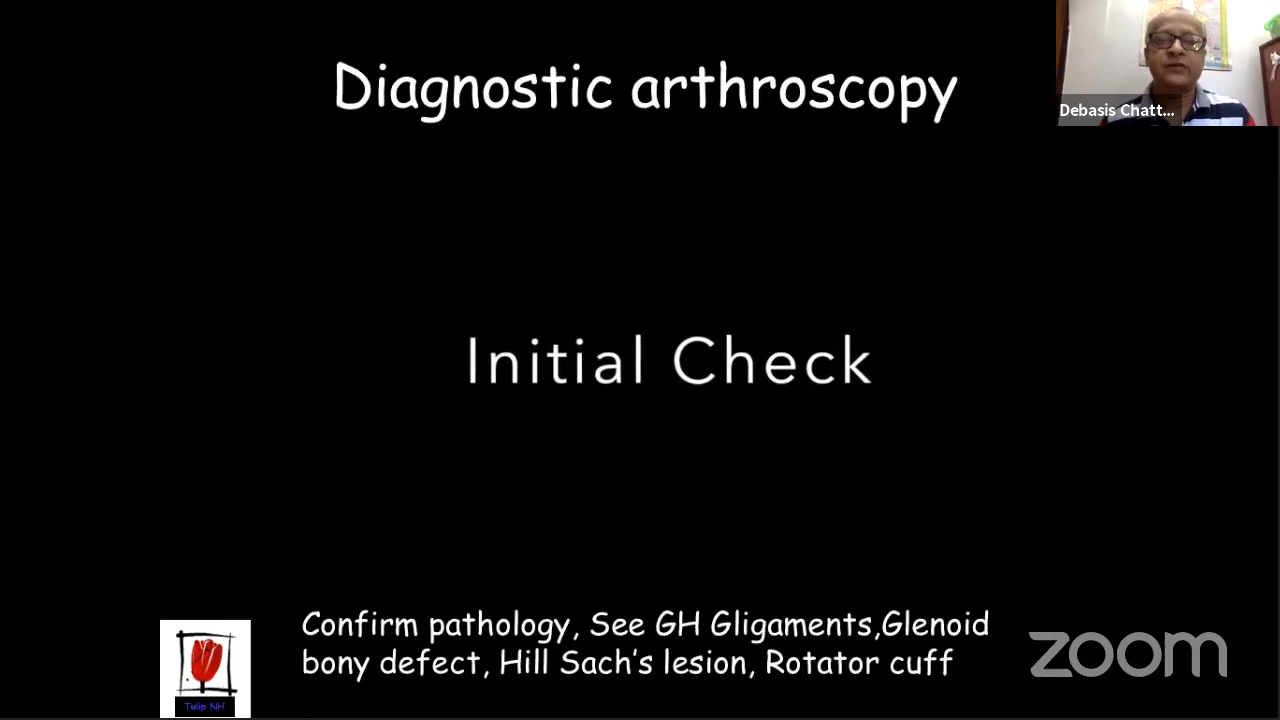 Diagnostic arthroscopy
Debasis Chatt...
Initial Check
Confirm pathology, See GH Gligaments,Glenoid
bony defect, Hill Sach's lesion, Rotator cuff
zoom
Tulip NH